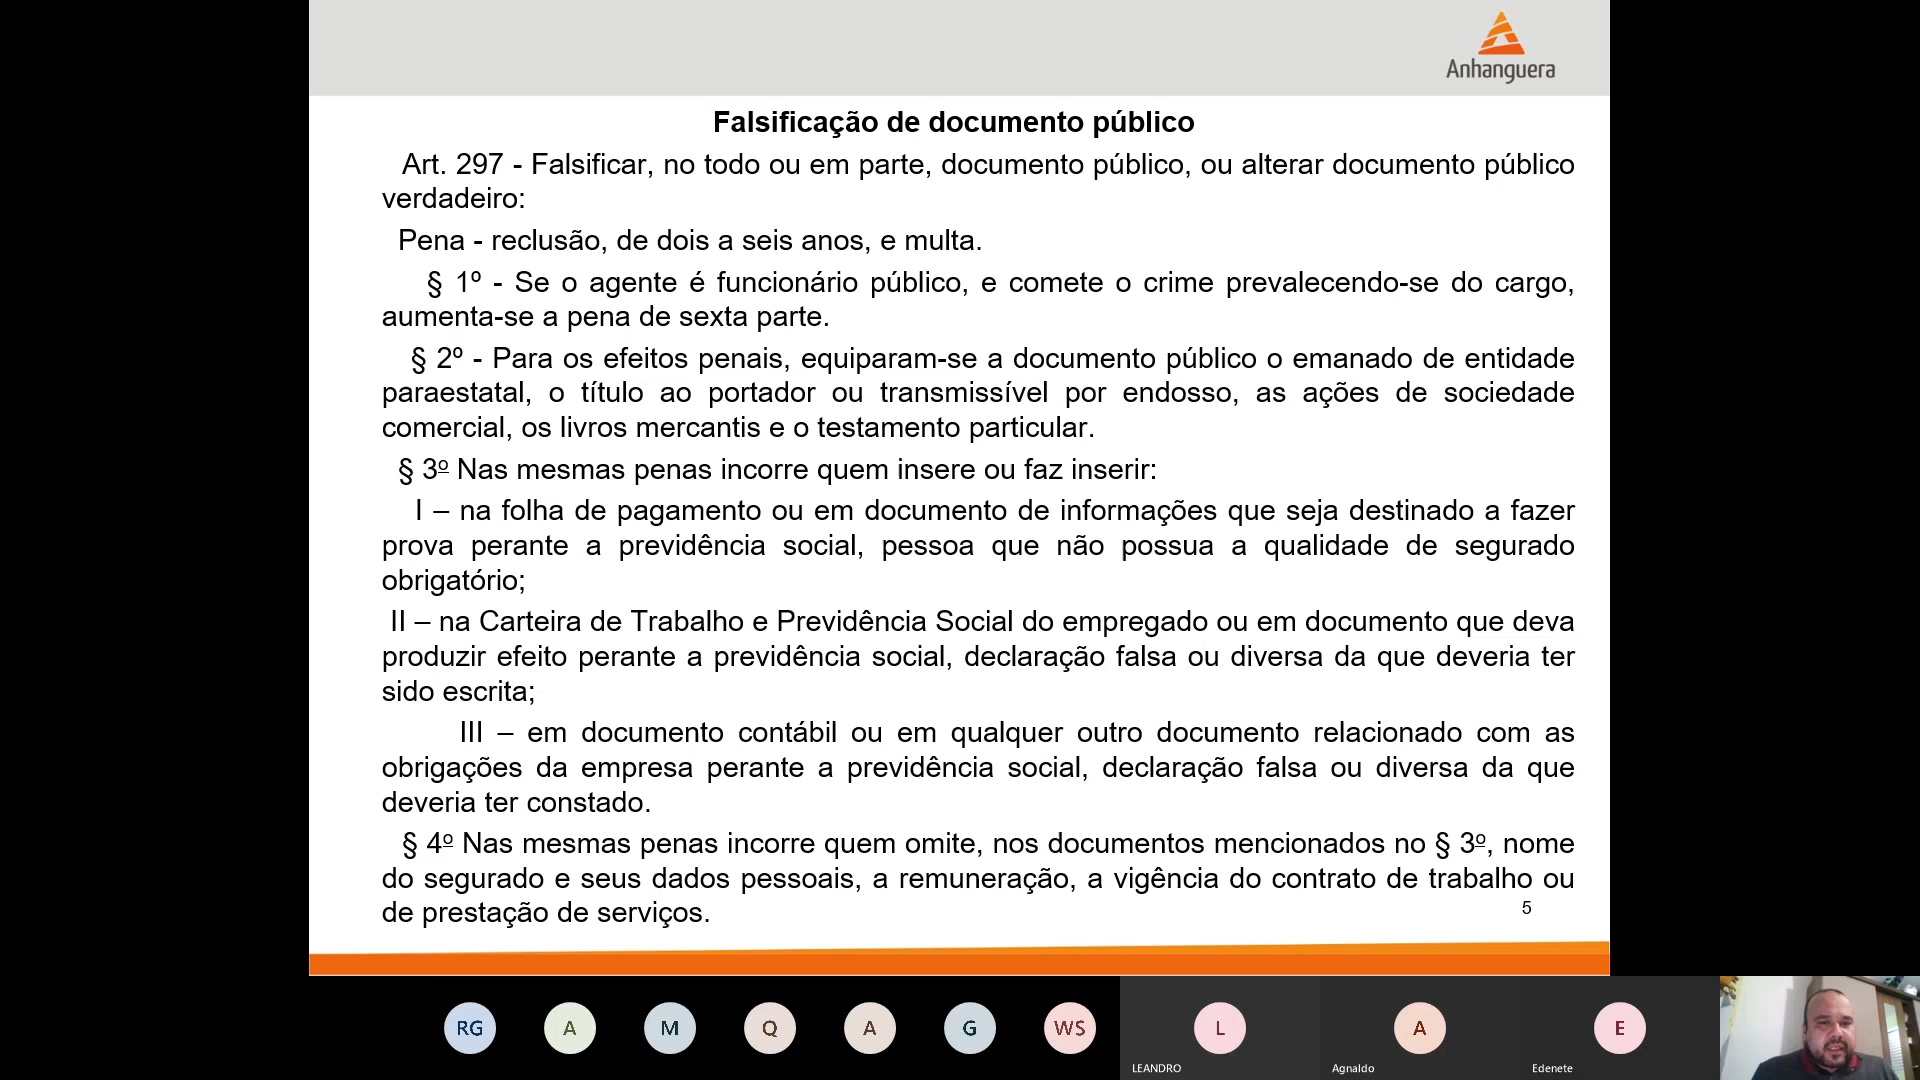 Anhanguera
Falsificação de documento público
Art. 297 - Falsificar, no todo ou em parte, documento público, ou alterar documento público
verdadeiro:
Pena - reclusão, de dois a seis anos, e multa.
§ 1º - Se o agente é funcionário público, e comete o crime prevalecendo-se do cargo,
aumenta-se a pena de sexta parte.
§ 2º - Para os efeitos penais, equiparam-se a documento público o emanado de entidade
paraestatal, o título ao portador ou transmissível por endosso, as ações de sociedade
comercial, os livros mercantis e o testamento particular.
§ 3º Nas mesmas penas incorre quem insere ou faz inserir:
I – na folha de pagamento ou em documento de informações que seja destinado a fazer
prova perante a previdência social, pessoa que não possua a qualidade de segurado
obrigatório;
II – na Carteira de Trabalho e Previdência Social do empregado ou em documento que deva
produzir efeito perante a previdência social, declaração falsa ou diversa da que deveria ter
sido escrita;
III – em documento contábil ou em qualquer outro documento relacionado com as
obrigações da empresa perante a previdência social, declaração falsa ou diversa da que
deveria ter constado.
§ 4º Nas mesmas penas incorre quem omite, nos documentos mencionados no § 3º, nome
do segurado e seus dados pessoais, a remuneração, a vigência do contrato de trabalho ou
de prestação de serviços.
5
RG A M Q A G WS L A E
LEANDRO Agnaldo Edenete